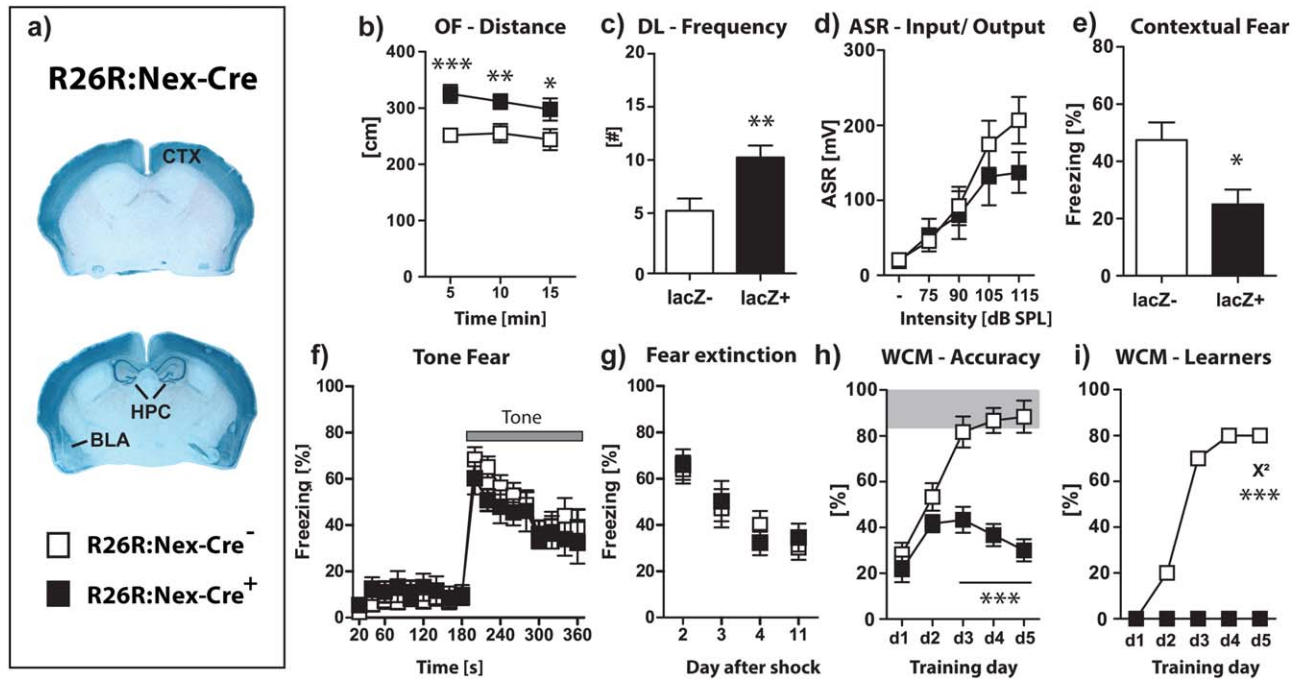 a)
R26R:Nex-Cre
CTX
HPC
BLA
R26R:Nex-Cre⁻
R26R:Nex-Cre⁺
b)
OF - Distance
400
300
200
100
0
[cm]
***
**
*
5 10 15
Time [min]
c)
DL - Frequency
20
15
10
5
0
[#]
**
lacZ- lacZ+
d)
ASR - Input/ Output
300
200
100
0
ASR [mV]
- 75 90 105 115
Intensity [dB SPL]
e)
Contextual Fear
80
60
40
20
0
Freezing [%]
*
lacZ- lacZ+
f)
Tone Fear
100
80
60
40
20
0
Freezing [%]
Tone
20 60 120 180 240 300 360
Time [s]
g)
Fear extinction
100
80
60
40
20
0
Freezing [%]
2 3 4 11
Day after shock
h)
WCM - Accuracy
100
80
60
40
20
0
[%]
***
d1 d2 d3 d4 d5
Training day
i)
WCM - Learners
100
80
60
40
20
0
[%]
X²
***
d1 d2 d3 d4 d5
Training day